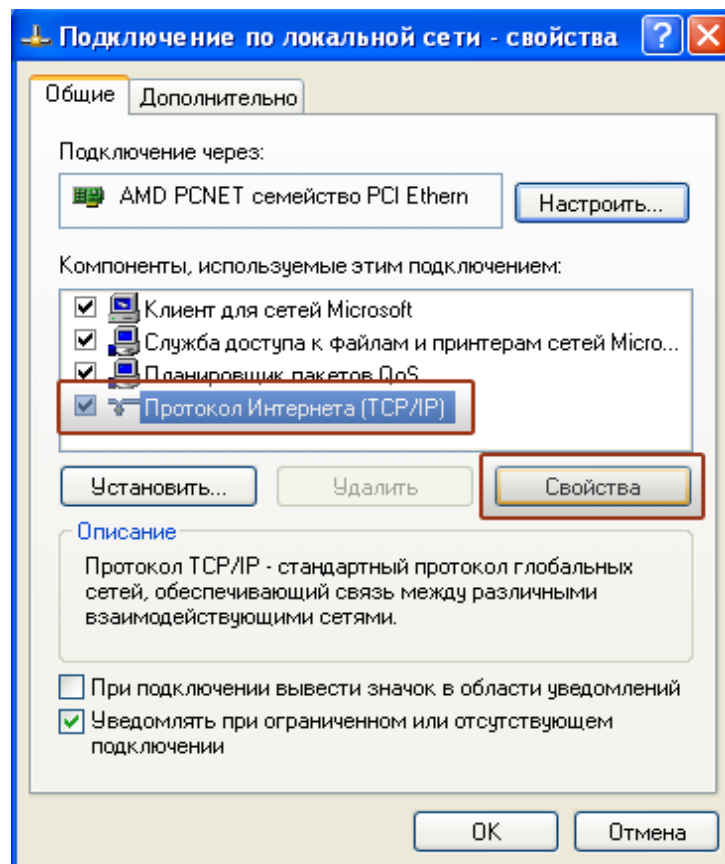 Подключение по локальной сети - свойства
Общие
Дополнительно
Подключение через:
AMD PCNET семейство PCI Ethern
Настроить...
Компоненты, используемые этим подключением:
Клиент для сетей Microsoft
Служба доступа к файлам и принтерам сетей Micro...
Планировщик пакетов QoS
Протокол Интернета (TCP/IP)
Установить...
Удалить
Свойства
Описание
Протокол TCP/IP - стандартный протокол глобальных
сетей, обеспечивающий связь между различными
взаимодействующими сетями.
При подключении вывести значок в области уведомлений
Уведомлять при ограниченном или отсутствующем
подключении
OK
Отмена